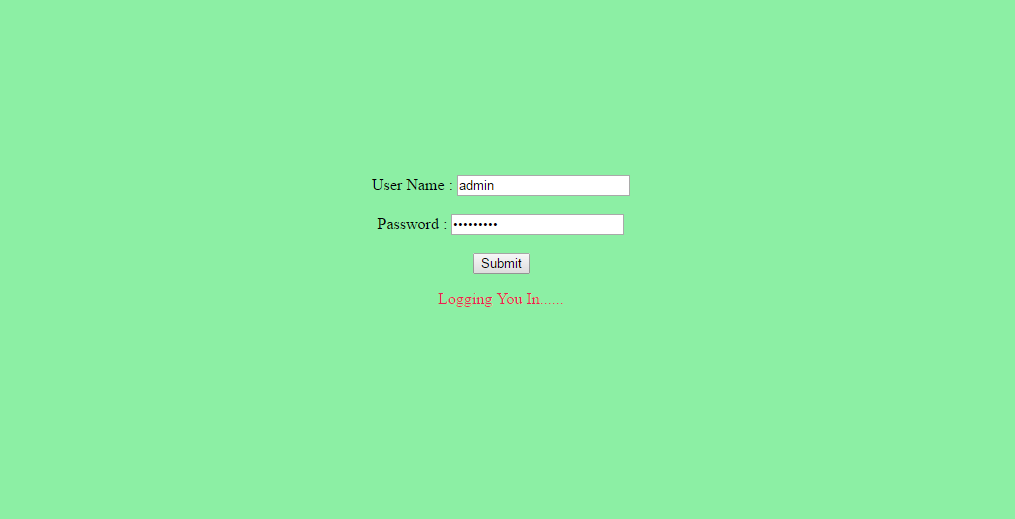 User Name : admin
Password : •••••••••
Submit
Logging You In......